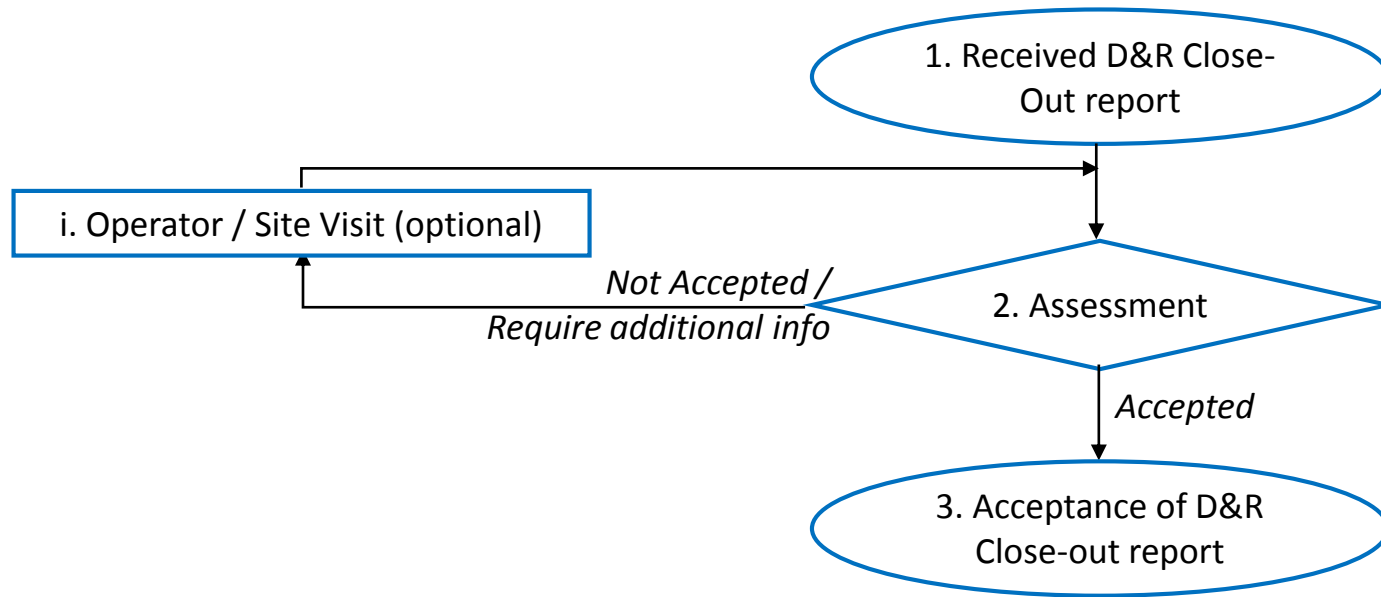 1. Received D&R Close-
Out report
i. Operator / Site Visit (optional)
Not Accepted /
Require additional info
2. Assessment
Accepted
3. Acceptance of D&R
Close-out report